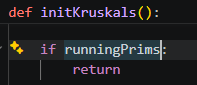 def initKruskals():
if runningPrims:
return